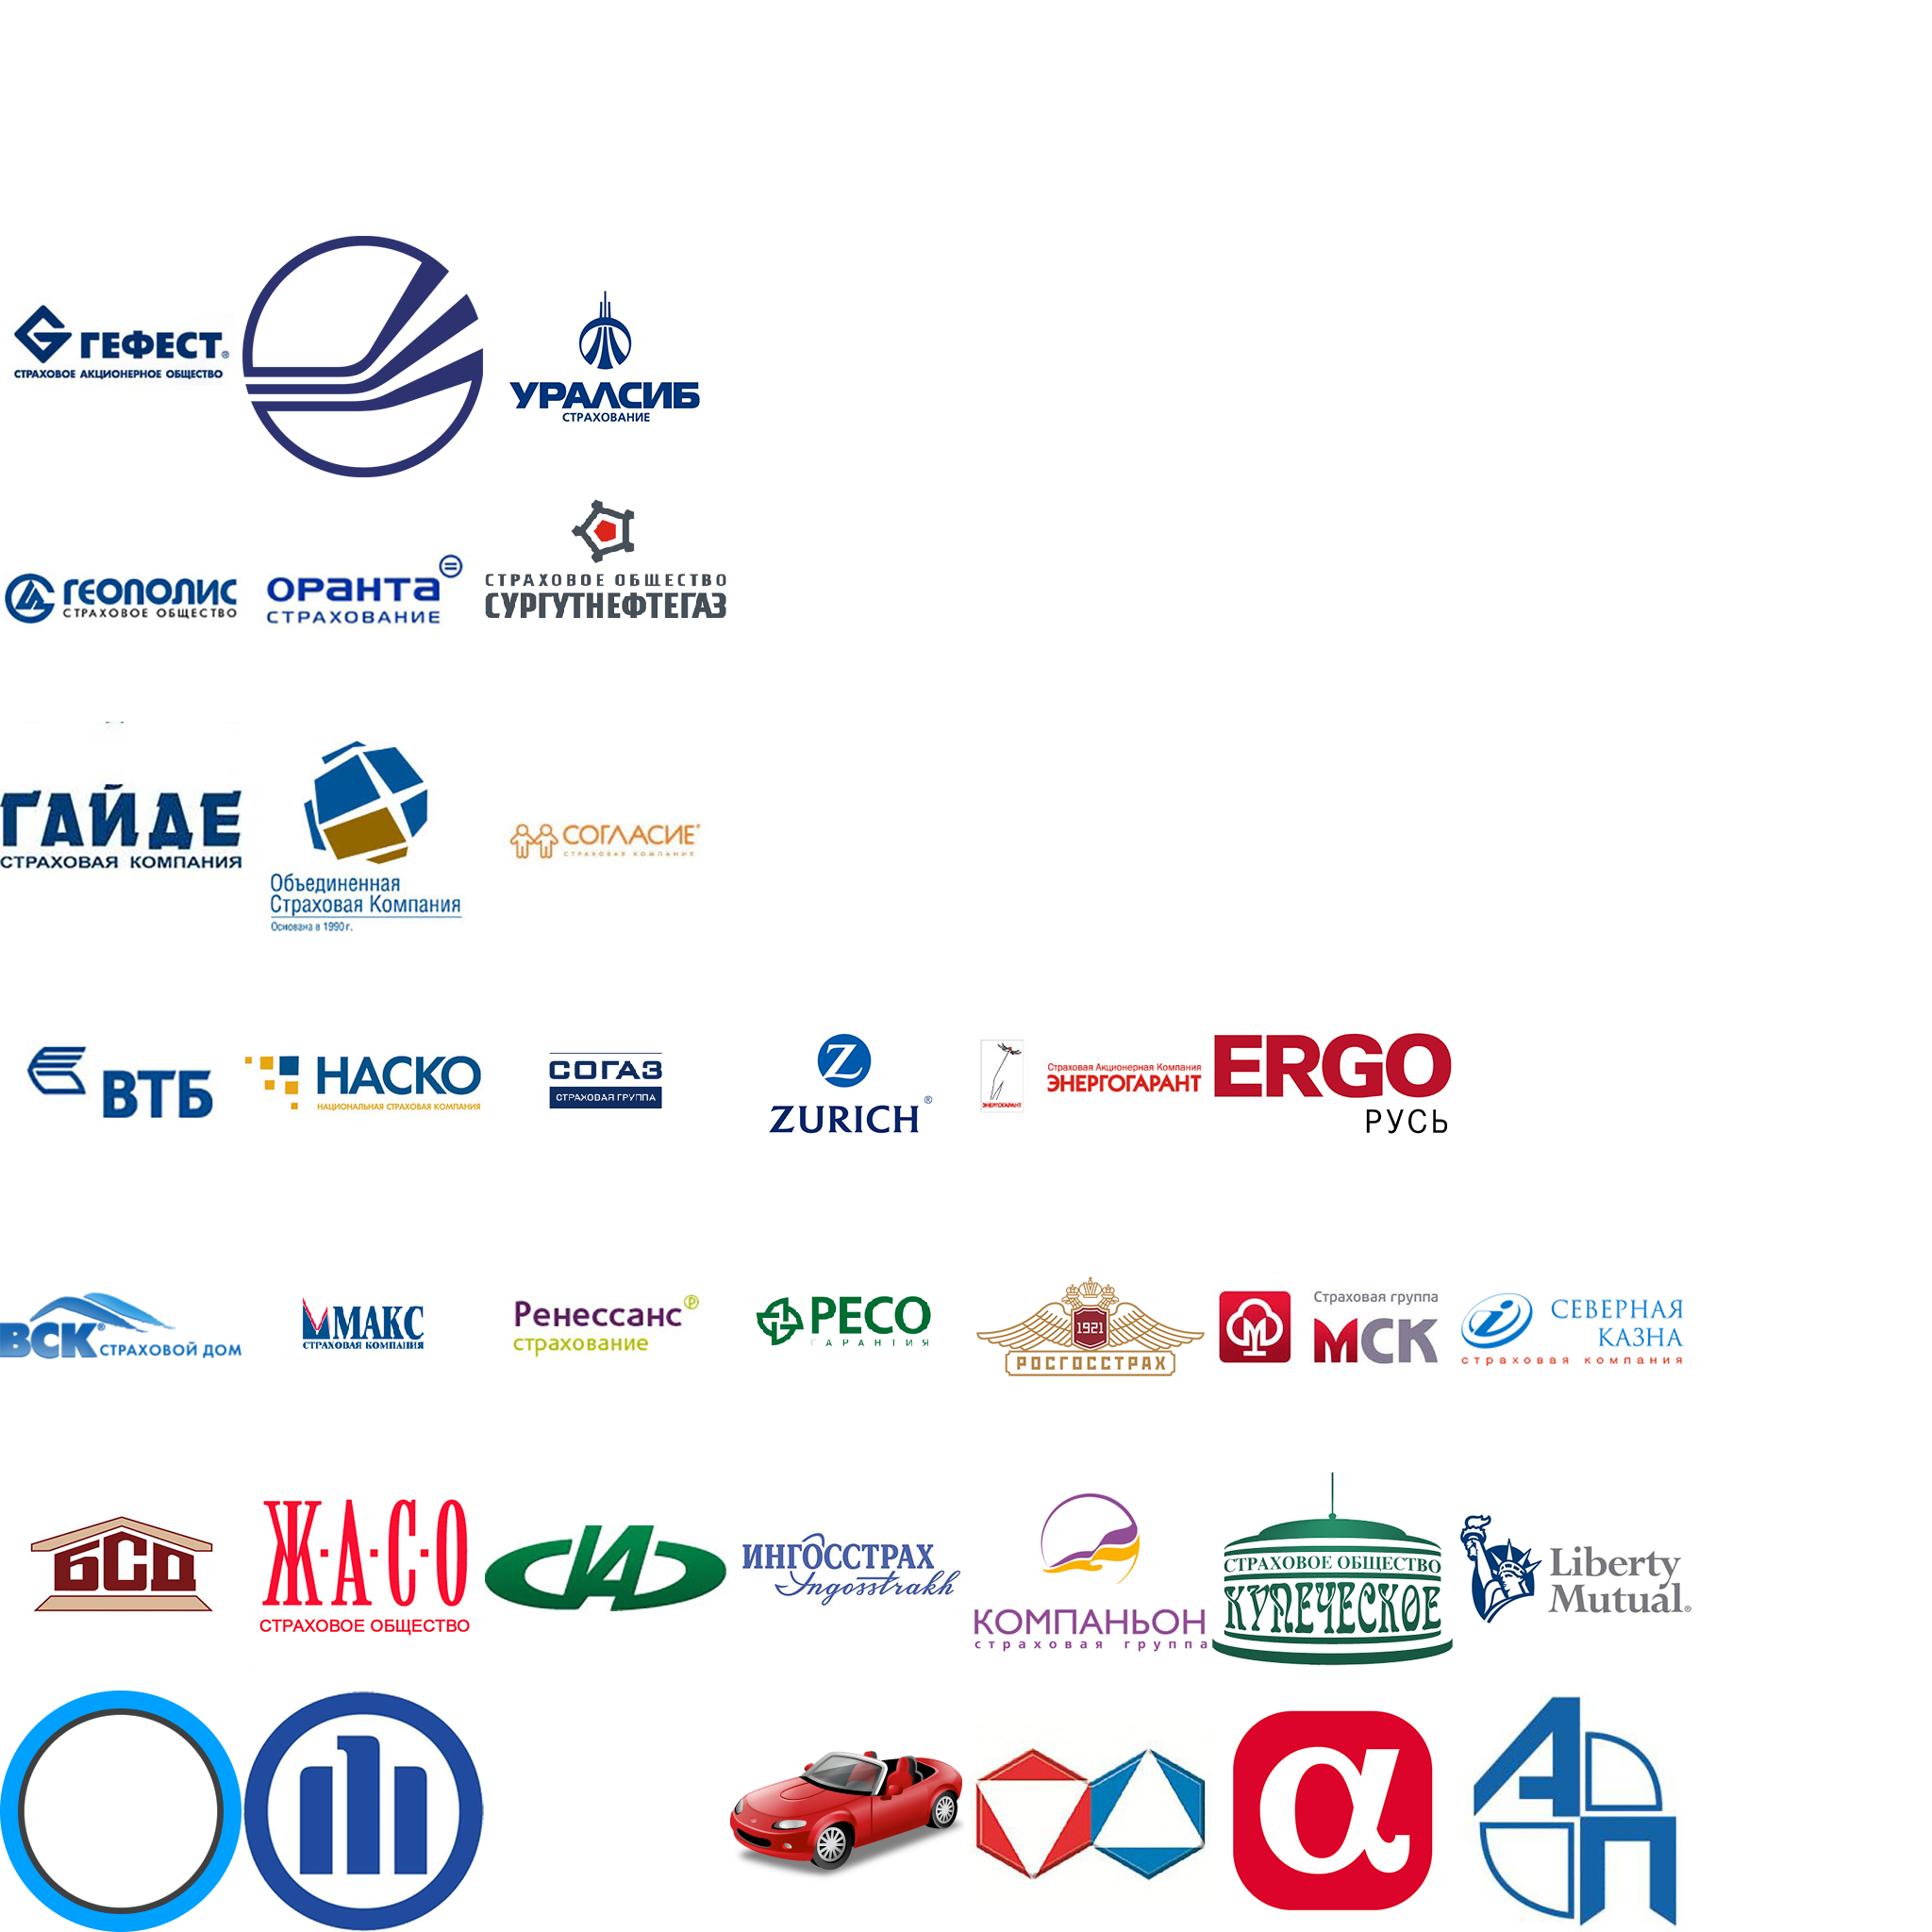 ГЕФЕСТ®
СТРАХОВОЕ АКЦИОНЕРНОЕ ОБЩЕСТВО
УРАЛСИБ
СТРАХОВАНИЕ
ГЕОПОЛИС
СТРАХОВОЕ ОБЩЕСТВО
ОРАНТА
СТРАХОВАНИЕ
СТРАХОВОЕ ОБЩЕСТВО
СУРГУТНЕФТЕГАЗ
ГАЙДЕ
СТРАХОВАЯ КОМПАНИЯ
Объединенная
Страховая Компания
Основана в 1990 г.
СОГЛАСИЕ
СТРАХОВАЯ КОМПАНИЯ
ВТБ
НАСКО
НАЦИОНАЛЬНАЯ СТРАХОВАЯ КОМПАНИЯ
СОГАЗ
СТРАХОВАЯ ГРУППА
Z
ZURICH®
ЭНЕРГОГАРАНТ
Страховая Акционерная Компания
ЭНЕРГОГАРАНТ
ERGO
РУСЬ
ВСК® СТРАХОВОЙ ДОМ
МАКС
СТРАХОВАЯ КОМПАНИЯ
Ренессанс
страхование
РЕСО
ГАРАНТИЯ
1921
РОСГОССТРАХ
Страховая группа
МСК
СЕВЕРНАЯ
КАЗНА
страховая компания
БСД
Ж·А·С·О
СТРАХОВОЕ ОБЩЕСТВО
ИНГОССТРАХ
Ingosstrakh
КОМПАНЬОН
страховая группа
СТРАХОВОЕ ОБЩЕСТВО
КУПЕЧЕСКОЕ
Liberty
Mutual®
α